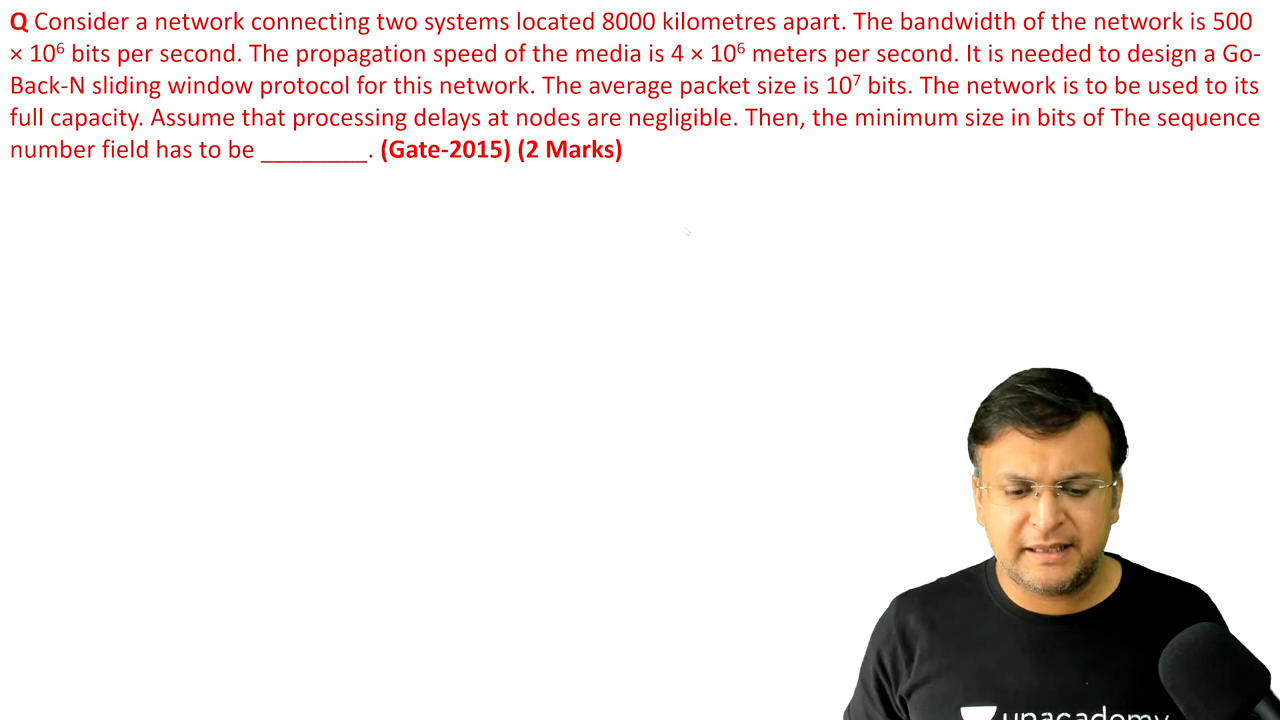 Q Consider a network connecting two systems located 8000 kilometres apart. The bandwidth of the network is 500
× 10⁶ bits per second. The propagation speed of the media is 4 × 10⁶ meters per second. It is needed to design a Go-
Back-N sliding window protocol for this network. The average packet size is 10⁷ bits. The network is to be used to its
full capacity. Assume that processing delays at nodes are negligible. Then, the minimum size in bits of The sequence
number field has to be ________. (Gate-2015) (2 Marks)
unacademy